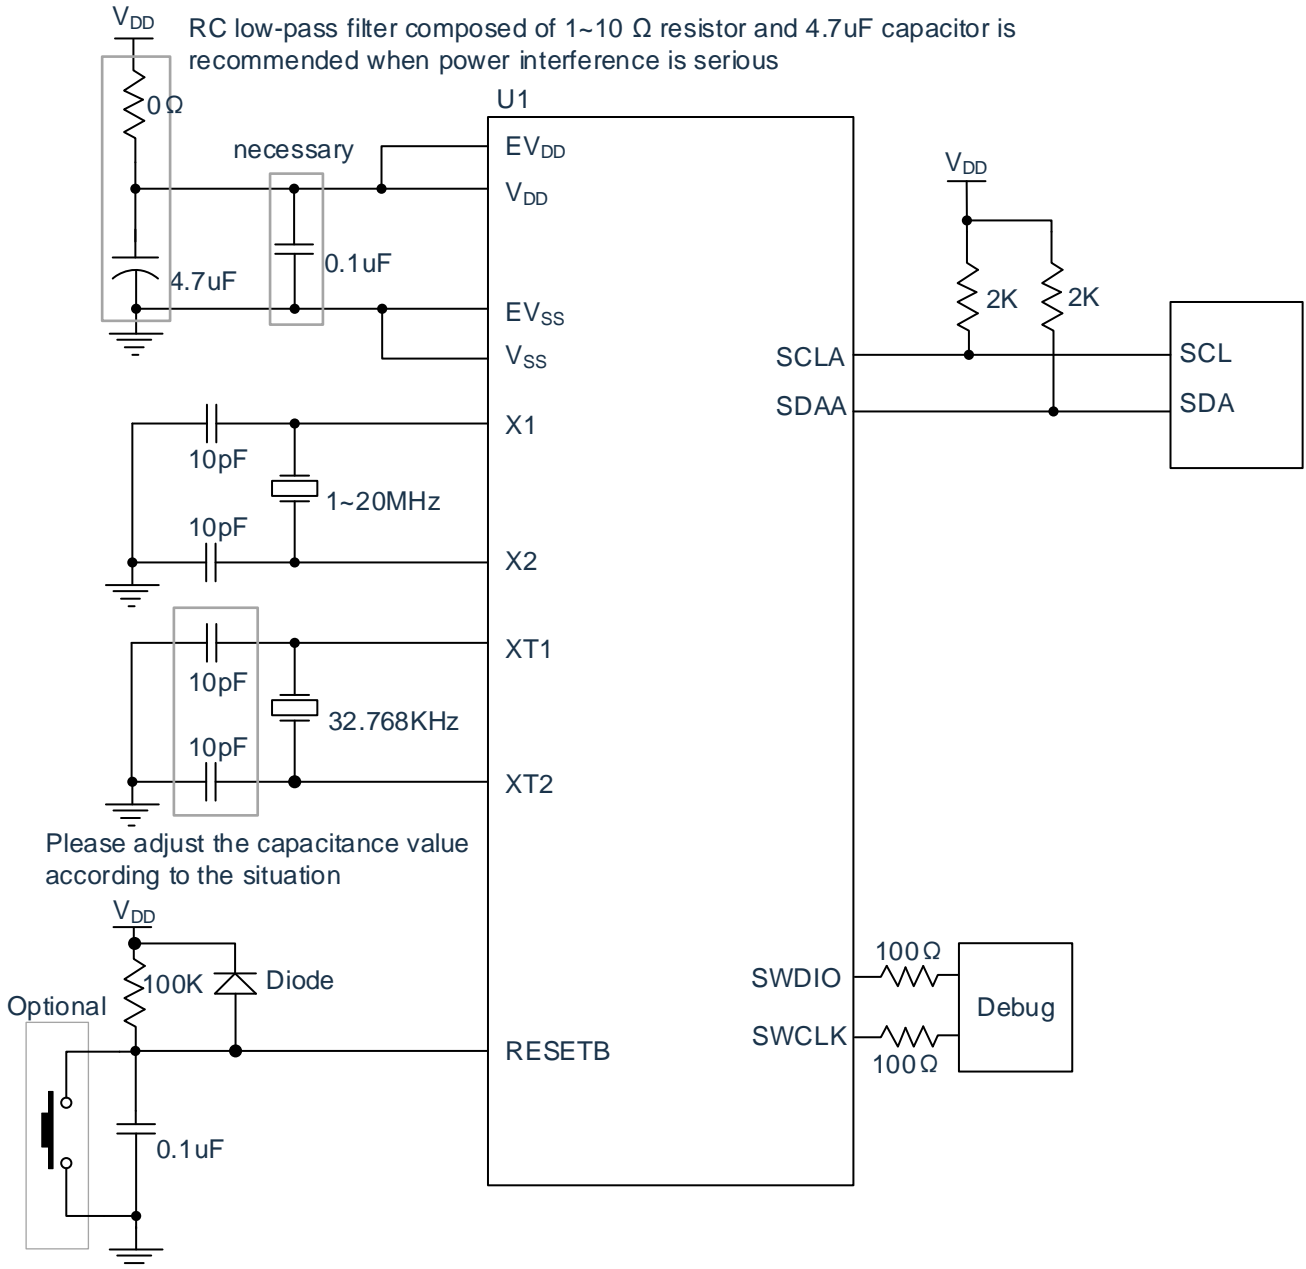 VDD
RC low-pass filter composed of 1~10 Ω resistor and 4.7uF capacitor is
recommended when power interference is serious
0Ω
U1
necessary
EVDD
VDD
0.1uF
4.7uF
EVSS
VSS
VDD
2K
2K
SCLA
SCL
SDAA
SDA
X1
10pF
1~20MHz
10pF
X2
XT1
10pF
32.768KHz
10pF
XT2
Please adjust the capacitance value
according to the situation
VDD
100K
Diode
Optional
RESETB
0.1uF
100Ω
SWDIO
Debug
SWCLK
100Ω